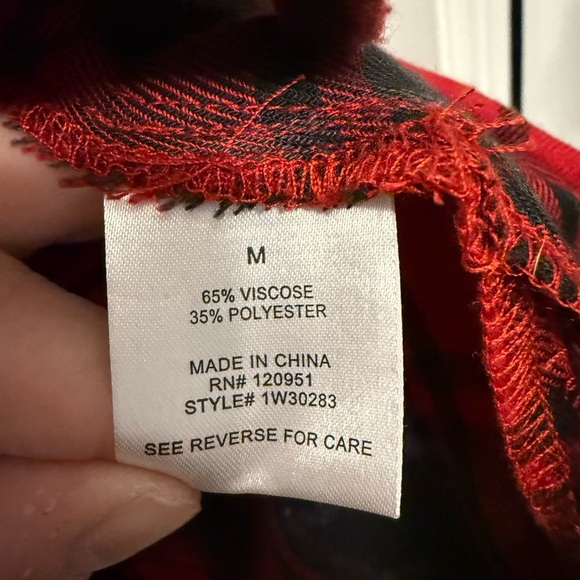 M
65% VISCOSE
35% POLYESTER
MADE IN CHINA
RN# 120951
STYLE# 1W30283
SEE REVERSE FOR CARE